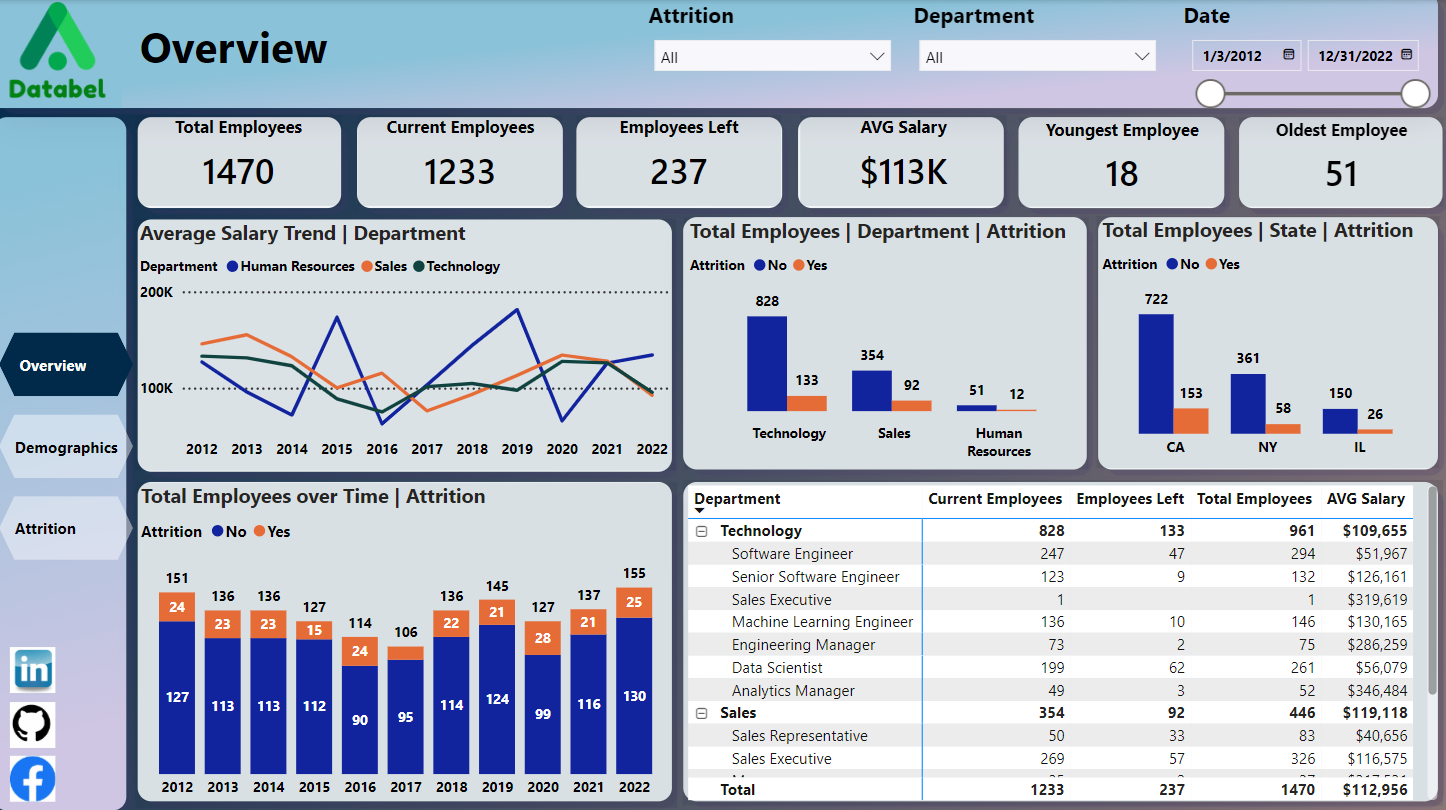 Databel
Overview
Attrition
All
Department
All
Date
1/3/2012
12/31/2022
Total Employees
1470
Current Employees
1233
Employees Left
237
AVG Salary
$113K
Youngest Employee
18
Oldest Employee
51
Overview
Demographics
Attrition
in
Average Salary Trend | Department
Department Human Resources Sales Technology
200K
100K
2012 2013 2014 2015 2016 2017 2018 2019 2020 2021 2022
Total Employees | Department | Attrition
Attrition No Yes
828
133
354
92
51
12
Technology
Sales
Human
Resources
Total Employees | State | Attrition
Attrition No Yes
722
153
361
58
150
26
CA
NY
IL
Total Employees over Time | Attrition
Attrition No Yes
151 136 136 127 114 106 136 145 127 137 155
24 23 23 15 24 22 21 28 21 25
127 113 113 112 90 95 114 124 99 116 130
2012 2013 2014 2015 2016 2017 2018 2019 2020 2021 2022
Department Current Employees Employees Left Total Employees AVG Salary
Technology 828 133 961 $109,655
Software Engineer 247 47 294 $51,967
Senior Software Engineer 123 9 132 $126,161
Sales Executive 1 1 $319,619
Machine Learning Engineer 136 10 146 $130,165
Engineering Manager 73 2 75 $286,259
Data Scientist 199 62 261 $56,079
Analytics Manager 49 3 52 $346,484
Sales 354 92 446 $119,118
Sales Representative 50 33 83 $40,656
Sales Executive 269 57 326 $116,575
Total 1233 237 1470 $112,956